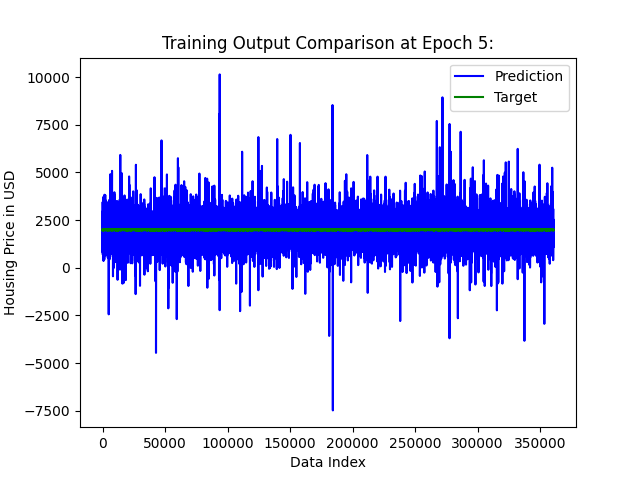 Training Output Comparison at Epoch 5:
Prediction
Target
10000
7500
5000
2500
0
−2500
−5000
−7500
Housing Price in USD
0 50000 100000 150000 200000 250000 300000 350000
Data Index